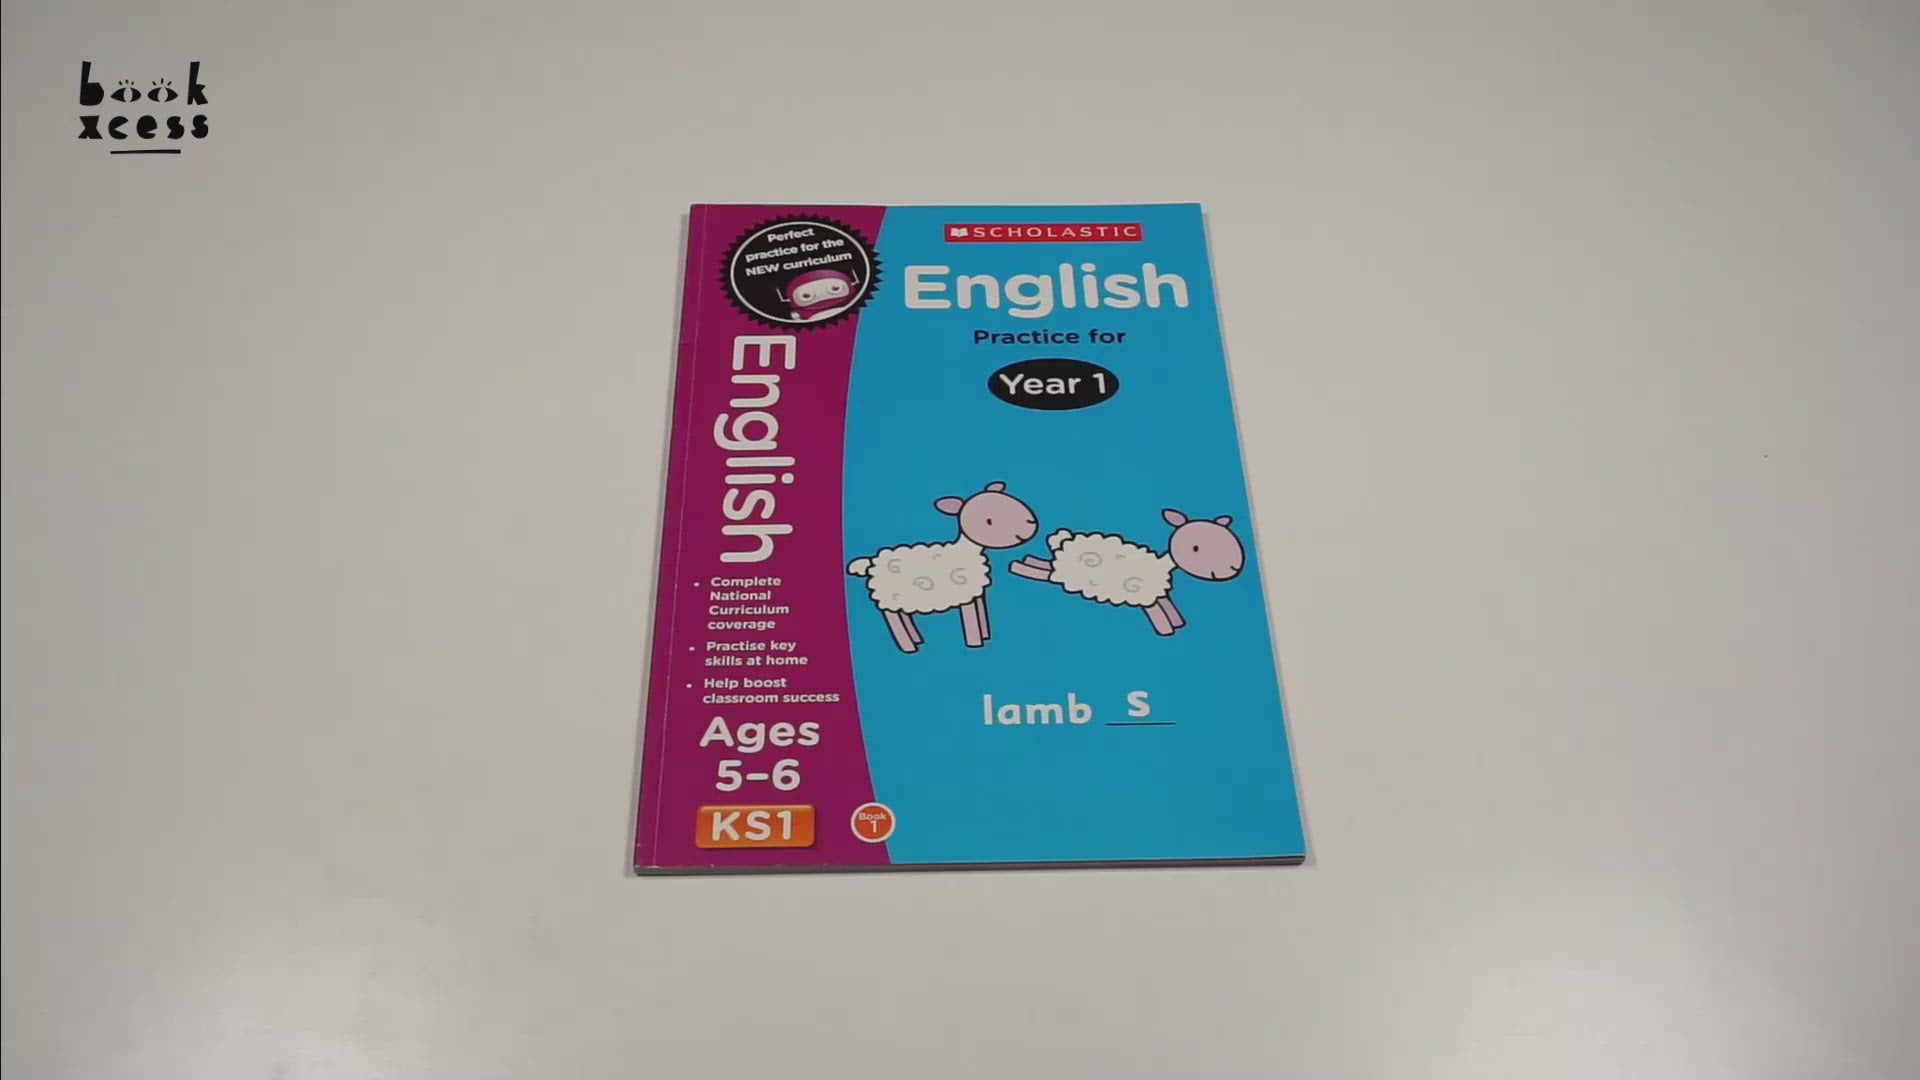 book
xcess
Perfect
practice for the
NEW curriculum
English
• Complete
National
Curriculum
coverage
• Practise key
skills at home
• Help boost
classroom success
Ages
5–6
KS1
Book
1
SCHOLASTIC
English
Practice for
Year 1
lamb s